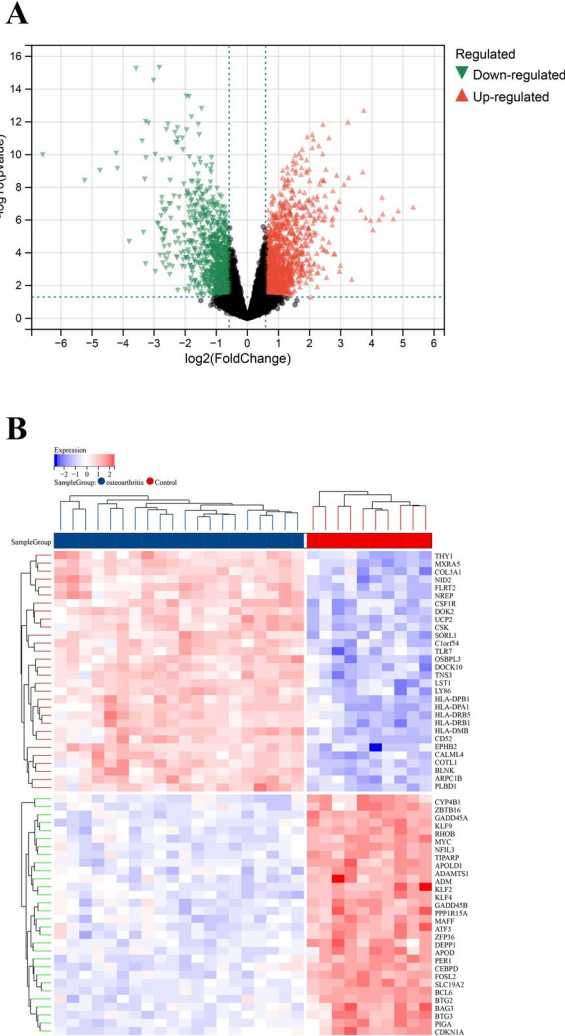 A
Regulated
Down-regulated
Up-regulated
16
14
12
10
8
6
4
2
0
−6 −5 −4 −3 −2 −1 0 1 2 3 4 5 6
log2(FoldChange)
B
Expression
−2 −1 0 1 2
SampleGroup: osteoarthritis Control
SampleGroup
THY1
MXRA5
COL3A1
NID2
FLRT2
NREP
CSF1R
DOK2
UCP2
CSK
SORL1
C1orf54
TLR7
OSBPL3
DOCK10
TNS3
LST1
LY86
HLA-DPB1
HLA-DPA1
HLA-DRB5
HLA-DRB1
HLA-DMB
CD52
EPHB2
CALML4
COTL1
BLNK
ARPC1B
PLBD1
CYP4B1
ZBTB16
GADD45A
KLF9
RHOB
MYC
NFIL3
TIPARP
APOLD1
ADAMTS1
ADM
KLF2
KLF4
GADD45B
PPP1R15A
MAFF
ATF3
ZFP36
DEPP1
APOD
PER1
CEBPD
FOSL2
SLC19A2
BCL6
BTG2
BAG3
BTG3
PIGA
CDKN1A